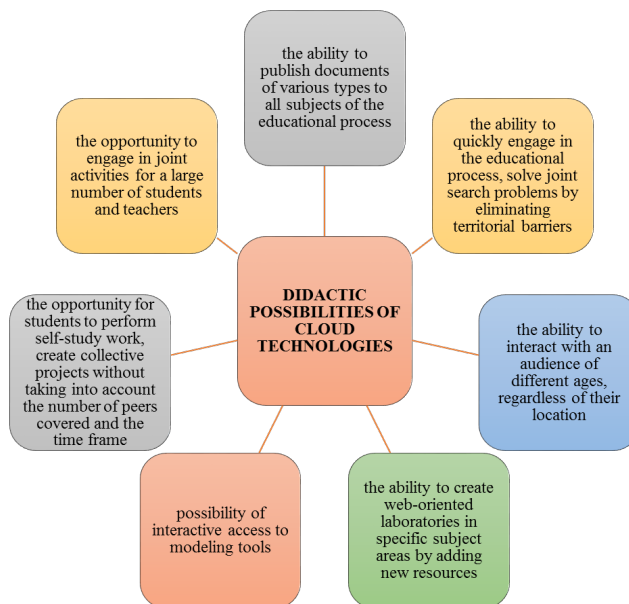 the ability to
publish documents
of various types to
all subjects of the
educational process
the opportunity to
engage in joint
activities for a large
number of students
and teachers
the ability to
quickly engage in
the educational
process, solve joint
search problems by
eliminating
territorial barriers
DIDACTIC
POSSIBILITIES OF
CLOUD
TECHNOLOGIES
the opportunity for
students to perform
self-study work,
create collective
projects without
taking into account
the number of peers
covered and the
time frame
the ability to
interact with an
audience of
different ages,
regardless of their
location
possibility of
interactive access to
modeling tools
the ability to create
web-oriented
laboratories in
specific subject
areas by adding
new resources